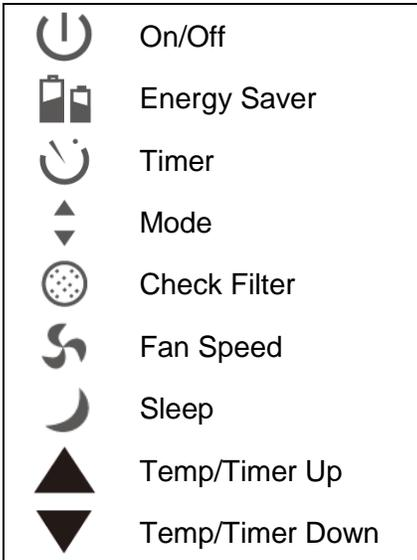 On/Off
Energy Saver
Timer
Mode
Check Filter
Fan Speed
Sleep
Temp/Timer Up
Temp/Timer Down